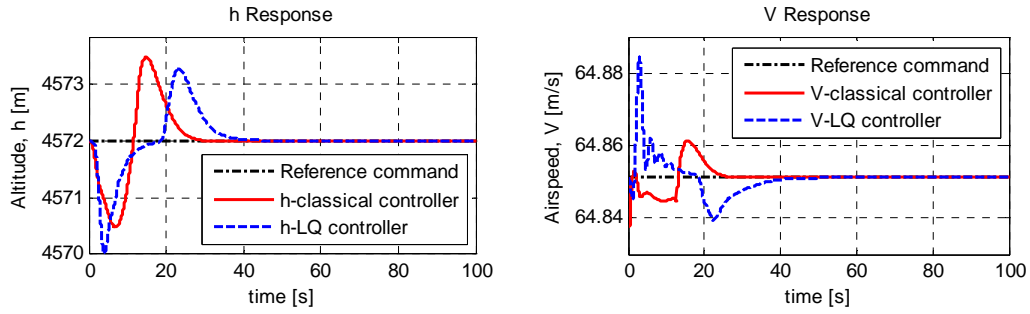 h Response
Altitude, h [m]
4573
4572
4571
4570
Reference command
h-classical controller
h-LQ controller
0
20
40
60
80
100
time [s]
V Response
Airspeed, V [m/s]
64.88
64.86
64.84
Reference command
V-classical controller
V-LQ controller
0
20
40
60
80
100
time [s]